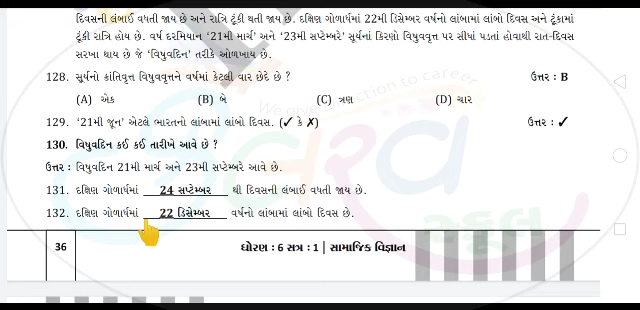 દિવસની લંબાઈ વધતી જાય છે અને રાત્રિ ટૂંકી થતી જાય છે. દક્ષિણ ગોળાર્ધમાં 22મી ડિસેમ્બર વર્ષનો લાંબામાં લાંબો દિવસ અને ટૂંકામાં
ટૂંકી રાત્રિ હોય છે. વર્ષ દરમિયાન ‘21મી માર્ચ’ અને ‘23મી સપ્ટેમ્બરે’ સૂર્યનાં કિરણો વિષુવવૃત્ત પર સીધાં પડતાં હોવાથી રાત-દિવસ
સરખા થાય છે જે ‘વિષુવદિન’ તરીકે ઓળખાય છે.
128. સૂર્યનો ક્રાંતિવૃત્ત વિષુવવૃત્તને વર્ષમાં કેટલી વાર છેદે છે ? ઉત્તર : B
(A) એક (B) બે (C) ત્રણ (D) ચાર
129. ‘21મી જૂન’ એટલે ભારતનો લાંબામાં લાંબો દિવસ. (✓ કે ✗) ઉત્તર : ✓
130. વિષુવદિન કઈ કઈ તારીખે આવે છે ?
ઉત્તર : વિષુવદિન 21મી માર્ચ અને 23મી સપ્ટેમ્બરે આવે છે.
131. દક્ષિણ ગોળાર્ધમાં 24 સપ્ટેમ્બર થી દિવસની લંબાઈ વધતી જાય છે.
132. દક્ષિણ ગોળાર્ધમાં 22 ડિસેમ્બર વર્ષનો લાંબામાં લાંબો દિવસ છે.
36 ધોરણ : 6 સત્ર : 1 | સામાજિક વિજ્ઞાન